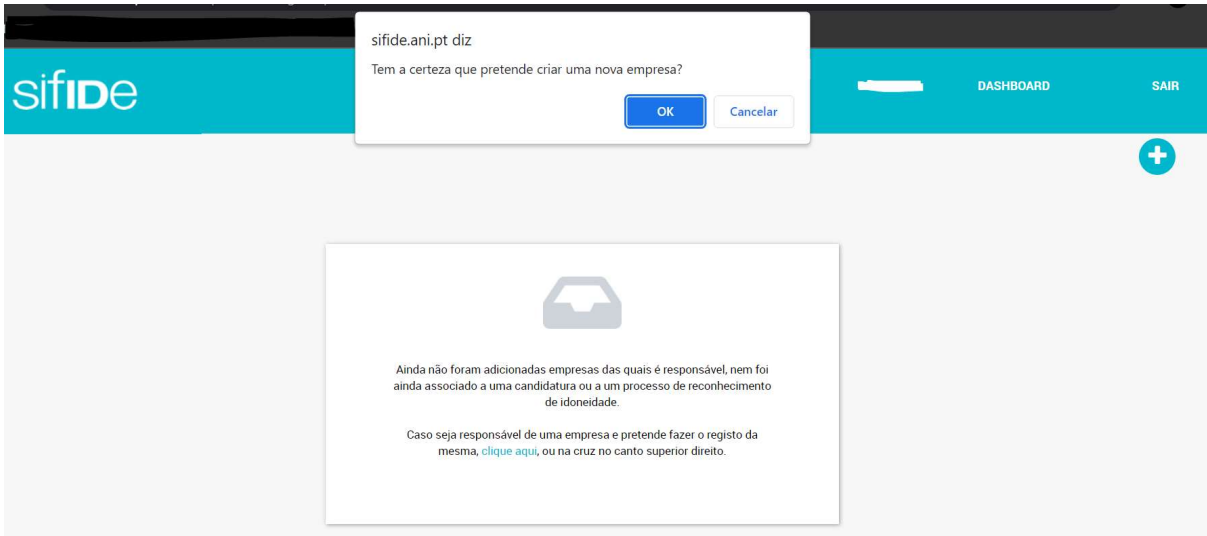 sifide.ani.pt diz
Tem a certeza que pretende criar uma nova empresa?
OK
Cancelar
sifIDe
DASHBOARD
SAIR
Ainda não foram adicionadas empresas das quais é responsável, nem foi
ainda associado a uma candidatura ou a um processo de reconhecimento
de idoneidade.
Caso seja responsável de uma empresa e pretende fazer o registo da
mesma, clique aqui, ou na cruz no canto superior direito.